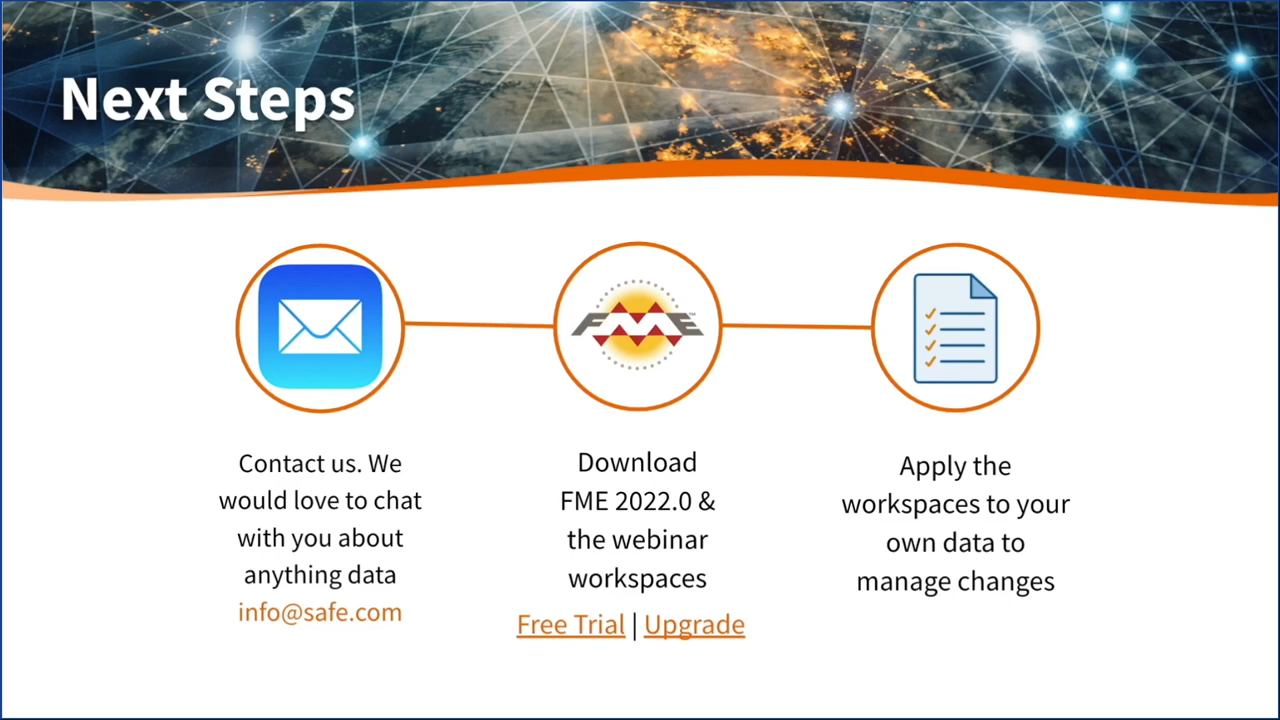 Next Steps
FME™
Contact us. We
would love to chat
with you about
anything data
info@safe.com
Download
FME 2022.0 &
the webinar
workspaces
Free Trial | Upgrade
Apply the
workspaces to your
own data to
manage changes